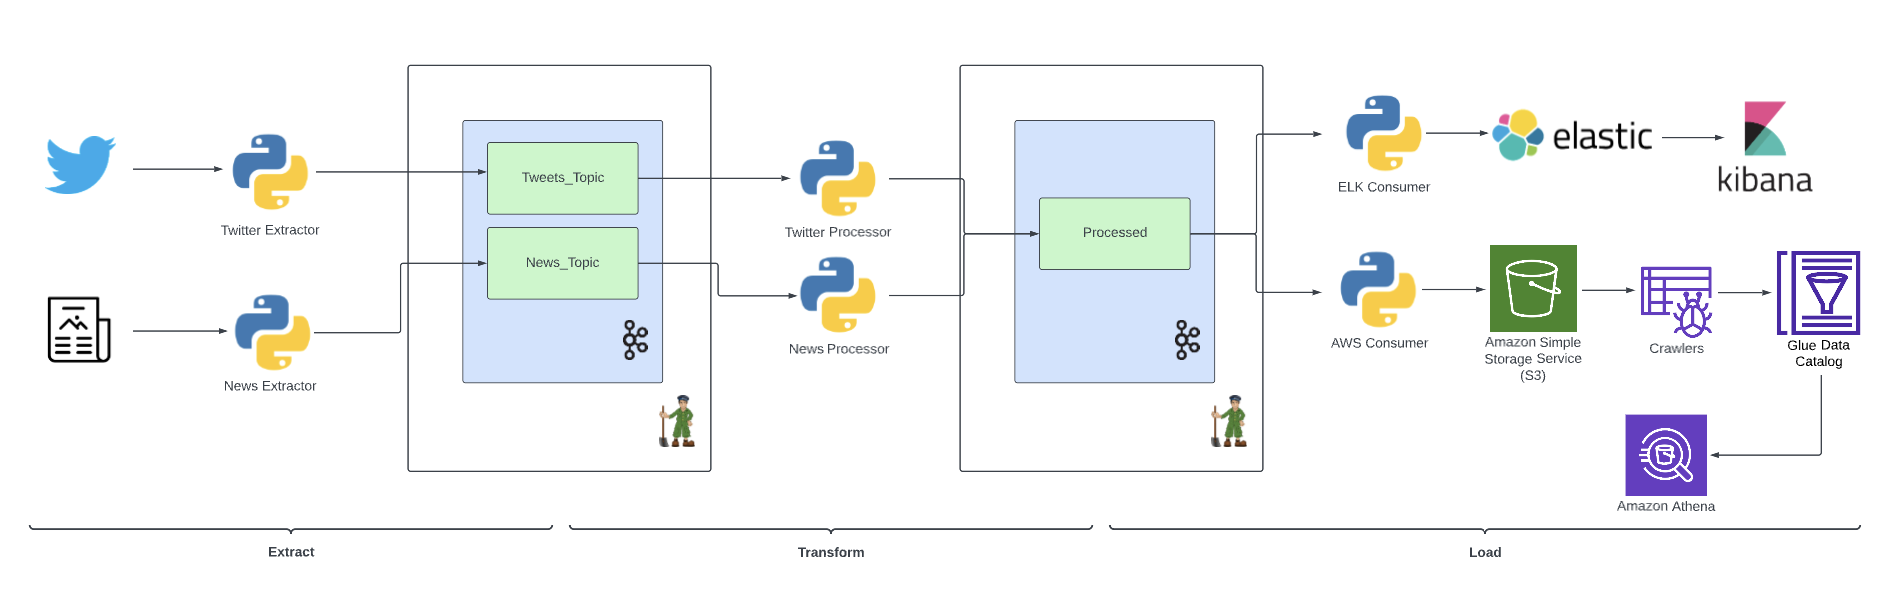 Twitter Extractor
News Extractor
Tweets_Topic
News_Topic
Twitter Processor
News Processor
Processed
ELK Consumer
elastic
kibana
AWS Consumer
Amazon Simple
Storage Service
(S3)
Crawlers
Glue Data
Catalog
Amazon Athena
Extract
Transform
Load